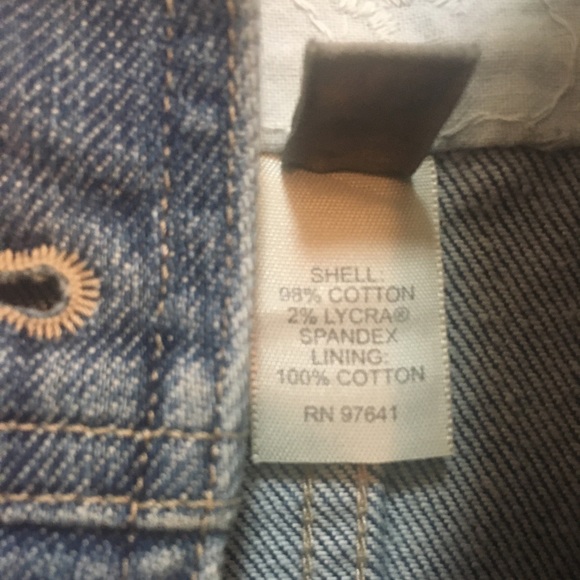 SHELL:
98% COTTON
2% LYCRA®
SPANDEX
LINING:
100% COTTON
RN 97641